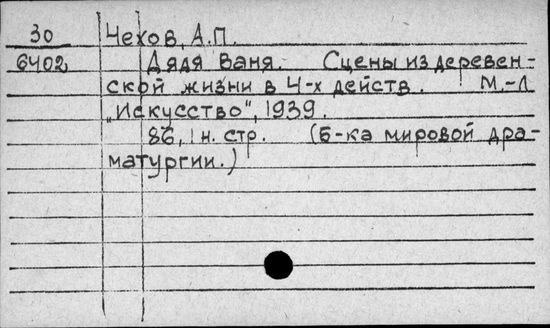 30 Чехов, А.П.
6402 Дядя Ваня. Сцены из деревен-
ской жизни в 4-х действ. М.-Л.
"Искусство", 1939.
86, 1 н. стр. (Б-ка мировой дра-
матургии.)